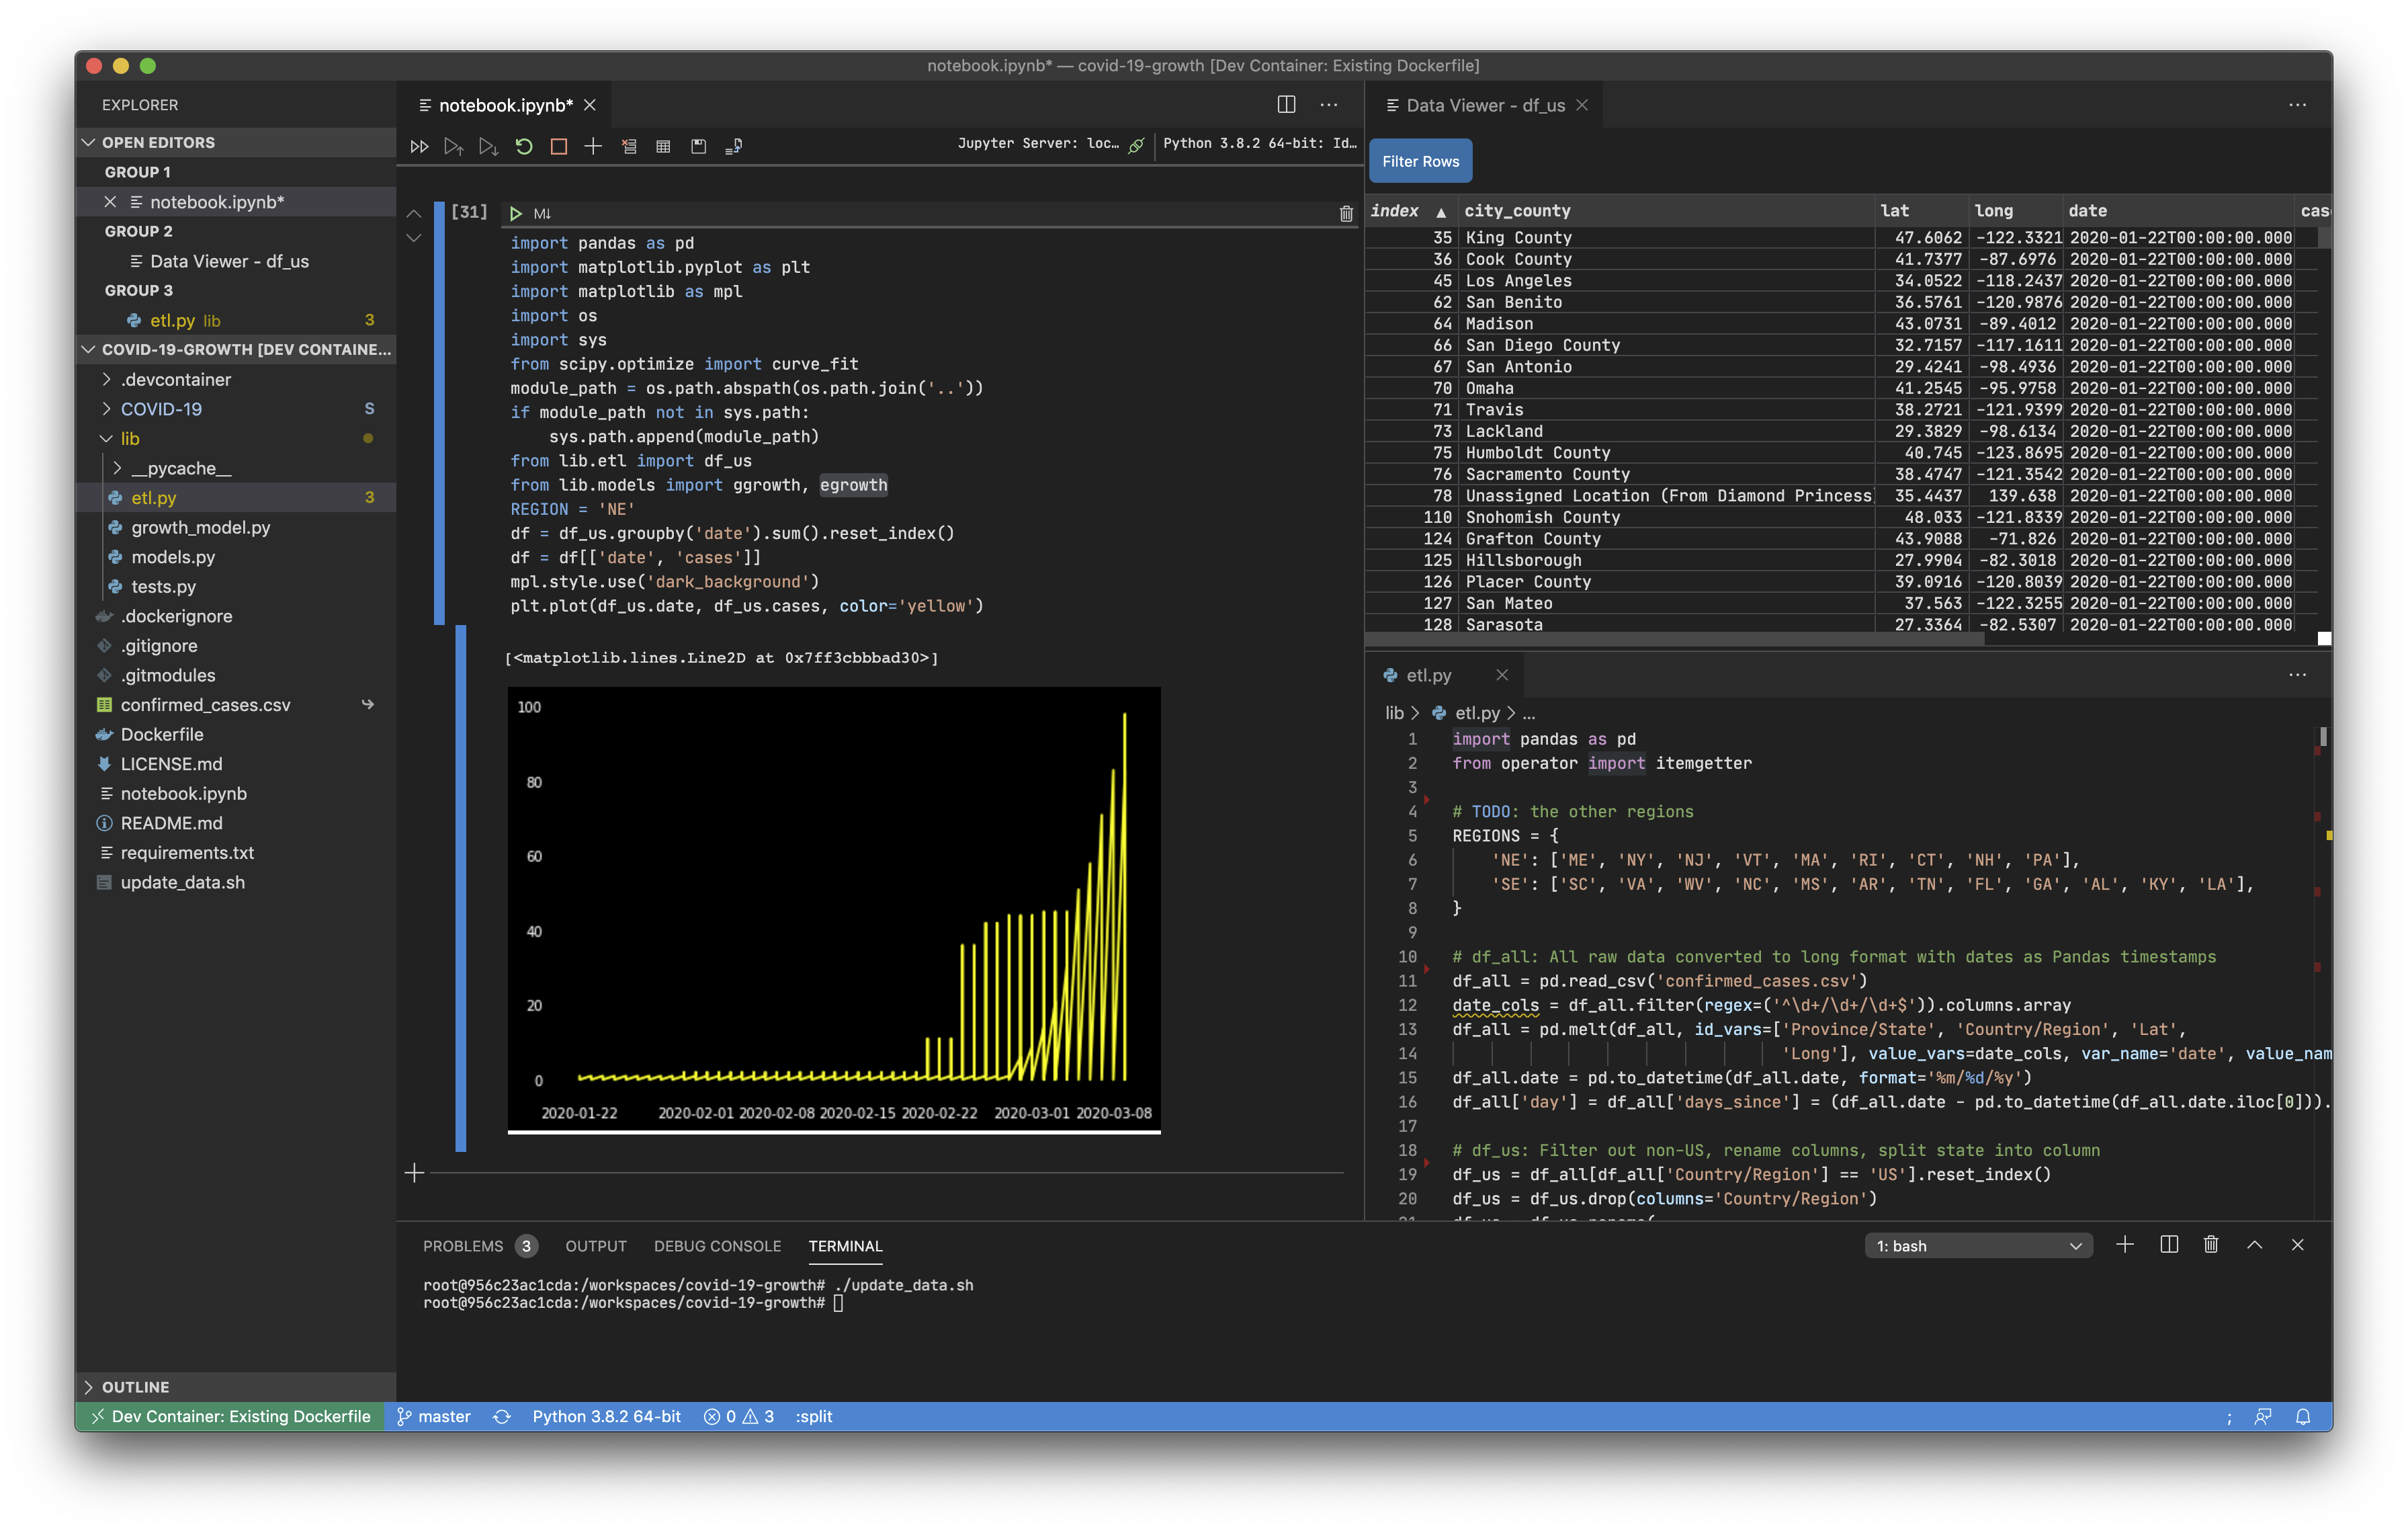 notebook.ipynb* — covid-19-growth [Dev Container: Existing Dockerfile]
EXPLORER
OPEN EDITORS
GROUP 1
notebook.ipynb*
GROUP 2
Data Viewer - df_us
GROUP 3
etl.py lib 3
COVID-19-GROWTH [DEV CONTAINE...
.devcontainer
COVID-19 S
lib
__pycache__
etl.py 3
growth_model.py
models.py
tests.py
.dockerignore
.gitignore
.gitmodules
confirmed_cases.csv
Dockerfile
LICENSE.md
notebook.ipynb
README.md
requirements.txt
update_data.sh
OUTLINE
notebook.ipynb*
Jupyter Server: loc... Python 3.8.2 64-bit: Id...
[31] M↓
import pandas as pd
import matplotlib.pyplot as plt
import matplotlib as mpl
import os
import sys
from scipy.optimize import curve_fit
module_path = os.path.abspath(os.path.join('..'))
if module_path not in sys.path:
    sys.path.append(module_path)
from lib.etl import df_us
from lib.models import ggrowth, egrowth
REGION = 'NE'
df = df_us.groupby('date').sum().reset_index()
df = df[['date', 'cases']]
mpl.style.use('dark_background')
plt.plot(df_us.date, df_us.cases, color='yellow')
[<matplotlib.lines.Line2D at 0x7ff3cbbbad30>]
100
80
60
40
20
0
2020-01-22 2020-02-01 2020-02-08 2020-02-15 2020-02-22 2020-03-01 2020-03-08
Data Viewer - df_us
Filter Rows
index city_county lat long date cas
35 King County 47.6062 -122.3321 2020-01-22T00:00:00.000
36 Cook County 41.7377 -87.6976 2020-01-22T00:00:00.000
45 Los Angeles 34.0522 -118.2437 2020-01-22T00:00:00.000
62 San Benito 36.5761 -120.9876 2020-01-22T00:00:00.000
64 Madison 43.0731 -89.4012 2020-01-22T00:00:00.000
66 San Diego County 32.7157 -117.1611 2020-01-22T00:00:00.000
67 San Antonio 29.4241 -98.4936 2020-01-22T00:00:00.000
70 Omaha 41.2545 -95.9758 2020-01-22T00:00:00.000
71 Travis 38.2721 -121.9399 2020-01-22T00:00:00.000
73 Lackland 29.3829 -98.6134 2020-01-22T00:00:00.000
75 Humboldt County 40.745 -123.8695 2020-01-22T00:00:00.000
76 Sacramento County 38.4747 -121.3542 2020-01-22T00:00:00.000
78 Unassigned Location (From Diamond Princess 35.4437 139.638 2020-01-22T00:00:00.000
110 Snohomish County 48.033 -121.8339 2020-01-22T00:00:00.000
124 Grafton County 43.9088 -71.826 2020-01-22T00:00:00.000
125 Hillsborough 27.9904 -82.3018 2020-01-22T00:00:00.000
126 Placer County 39.0916 -120.8039 2020-01-22T00:00:00.000
127 San Mateo 37.563 -122.3255 2020-01-22T00:00:00.000
128 Sarasota 27.3364 -82.5307 2020-01-22T00:00:00.000
etl.py
lib > etl.py > ...
1 import pandas as pd
2 from operator import itemgetter
3
4 # TODO: the other regions
5 REGIONS = {
6     'NE': ['ME', 'NY', 'NJ', 'VT', 'MA', 'RI', 'CT', 'NH', 'PA'],
7     'SE': ['SC', 'VA', 'WV', 'NC', 'MS', 'AR', 'TN', 'FL', 'GA', 'AL', 'KY', 'LA'],
8 }
9
10 # df_all: All raw data converted to long format with dates as Pandas timestamps
11 df_all = pd.read_csv('confirmed_cases.csv')
12 date_cols = df_all.filter(regex=('^\d+/\d+/\d+$')).columns.array
13 df_all = pd.melt(df_all, id_vars=['Province/State', 'Country/Region', 'Lat',
14 'Long'], value_vars=date_cols, var_name='date', value_nam
15 df_all.date = pd.to_datetime(df_all.date, format='%m/%d/%y')
16 df_all['day'] = df_all['days_since'] = (df_all.date - pd.to_datetime(df_all.date.iloc[0])).
17
18 # df_us: Filter out non-US, rename columns, split state into column
19 df_us = df_all[df_all['Country/Region'] == 'US'].reset_index()
20 df_us = df_us.drop(columns='Country/Region')
PROBLEMS 3 OUTPUT DEBUG CONSOLE TERMINAL
1: bash
root@956c23ac1cda:/workspaces/covid-19-growth# ./update_data.sh
root@956c23ac1cda:/workspaces/covid-19-growth#
Dev Container: Existing Dockerfile master Python 3.8.2 64-bit 0 3 :split ;